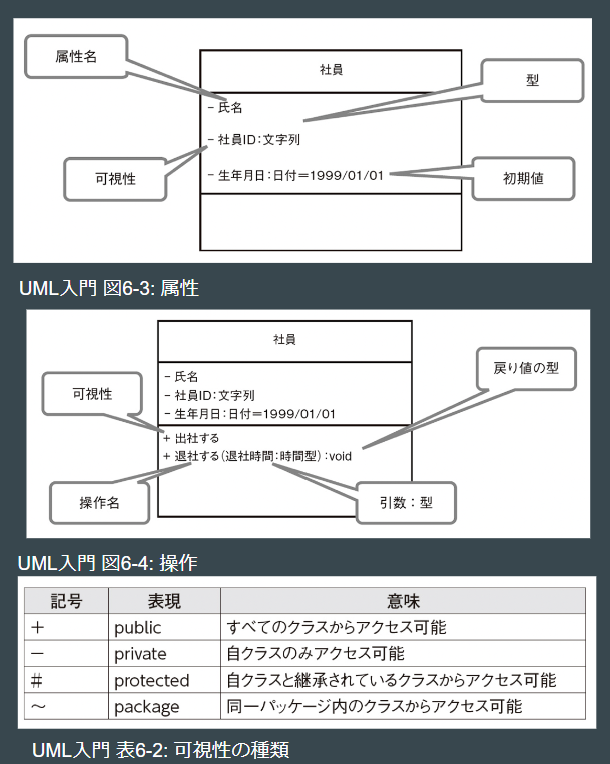 属性名
社員
型
− 氏名
− 社員ID:文字列
可視性
− 生年月日:日付＝1999/01/01
初期値
UML入門 図6-3: 属性
社員
戻り値の型
可視性
− 氏名
− 社員ID:文字列
− 生年月日:日付＝1999/01/01
+ 出社する
+ 退社する(退社時間:時間型):void
操作名
引数：型
UML入門 図6-4: 操作
記号 表現 意味
＋ public すべてのクラスからアクセス可能
− private 自クラスのみアクセス可能
# protected 自クラスと継承されているクラスからアクセス可能
～ package 同一パッケージ内のクラスからアクセス可能
UML入門 表6-2: 可視性の種類